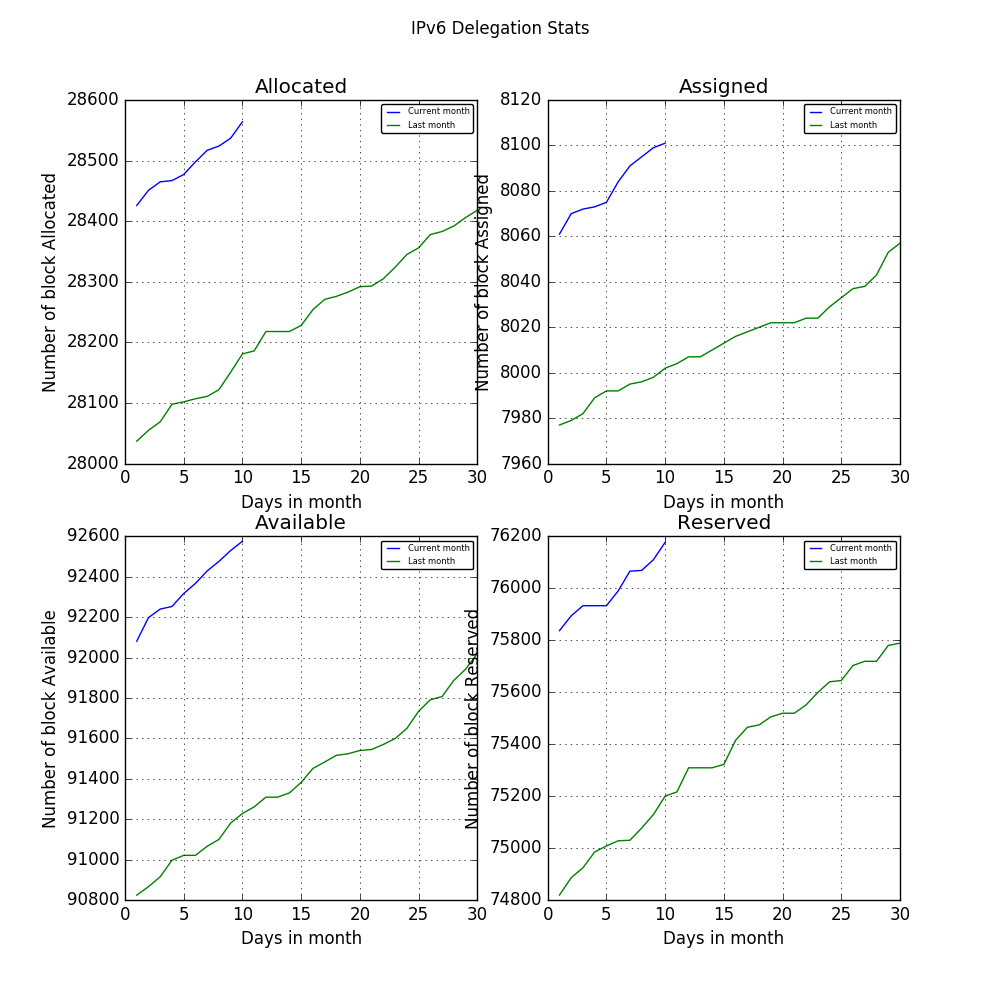 IPv6 Delegation Stats
Allocated
Number of block Allocated
28600
28500
28400
28300
28200
28100
28000
Current month
Last month
0 5 10 15 20 25 30
Days in month
Assigned
Number of block Assigned
8120
8100
8080
8060
8040
8020
8000
7980
7960
Current month
Last month
0 5 10 15 20 25 30
Days in month
Available
Number of block Available
92600
92400
92200
92000
91800
91600
91400
91200
91000
90800
Current month
Last month
0 5 10 15 20 25 30
Days in month
Reserved
Number of block Reserved
76200
76000
75800
75600
75400
75200
75000
74800
Current month
Last month
0 5 10 15 20 25 30
Days in month